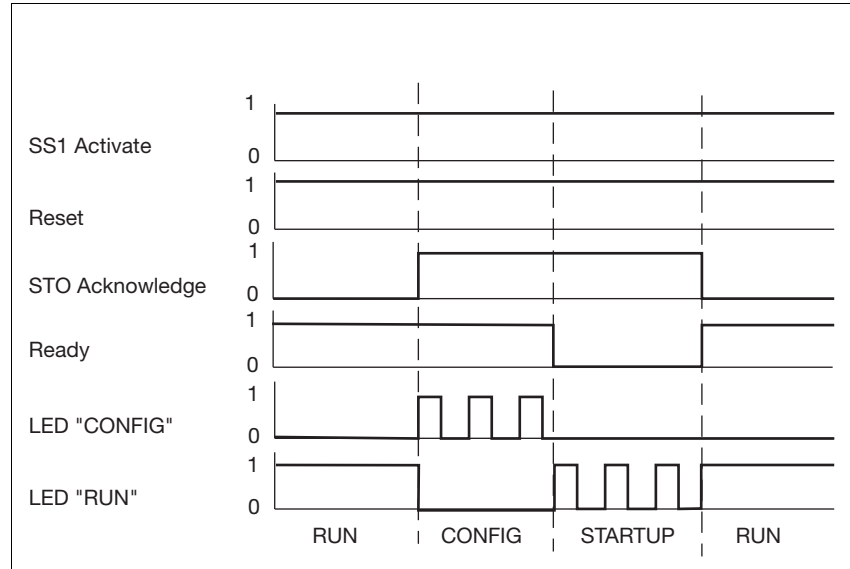 1
SS1 Activate
0
1
Reset
0
1
STO Acknowledge
0
1
Ready
0
1
LED "CONFIG"
0
1
LED "RUN"
0
RUN CONFIG STARTUP RUN